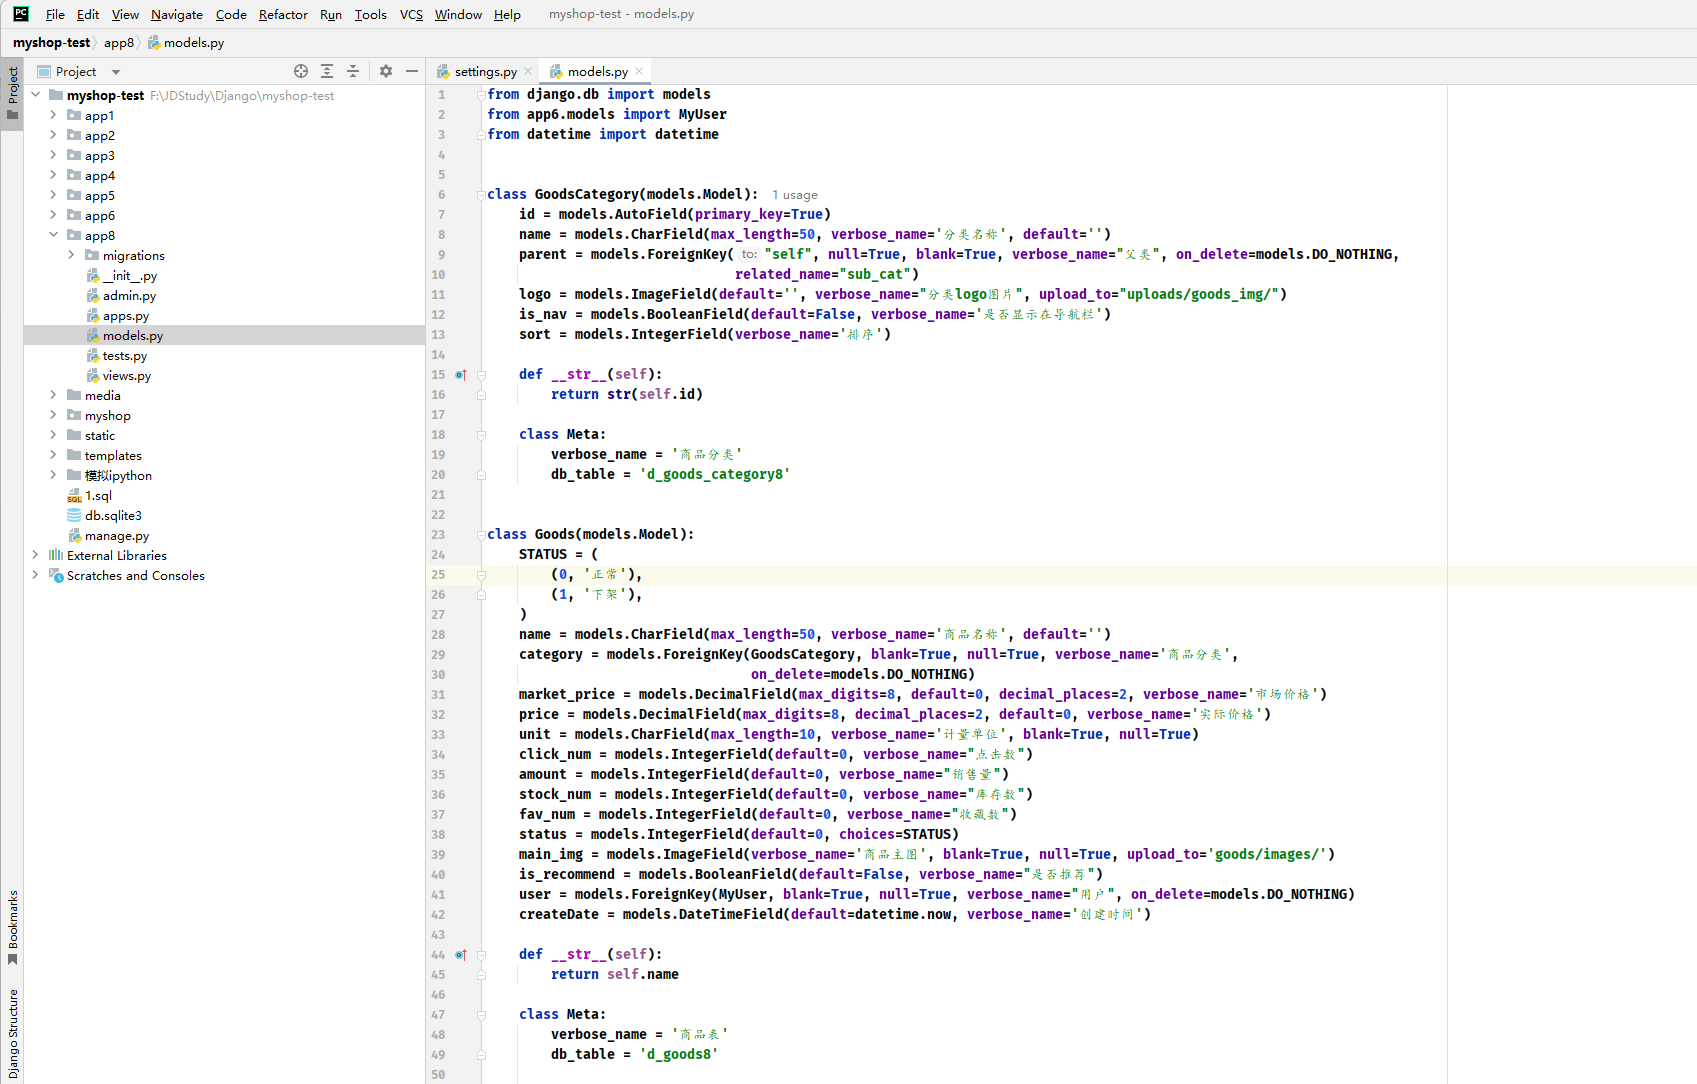 PC File Edit View Navigate Code Refactor Run Tools VCS Window Help myshop-test - models.py
myshop-test app8 models.py
Project
Project
myshop-test F:\JDStudy\Django\myshop-test
app1
app2
app3
app4
app5
app6
app8
migrations
__init__.py
admin.py
apps.py
models.py
tests.py
views.py
media
myshop
static
templates
模拟ipython
SQL 1.sql
db.sqlite3
manage.py
External Libraries
Scratches and Consoles
Bookmarks
Django Structure
settings.py models.py
1 from django.db import models
2 from app6.models import MyUser
3 from datetime import datetime
4
5
6 class GoodsCategory(models.Model): 1 usage
7 id = models.AutoField(primary_key=True)
8 name = models.CharField(max_length=50, verbose_name='分类名称', default='')
9 parent = models.ForeignKey( to: "self", null=True, blank=True, verbose_name="父类", on_delete=models.DO_NOTHING,
10 related_name="sub_cat")
11 logo = models.ImageField(default='', verbose_name="分类logo图片", upload_to="uploads/goods_img/")
12 is_nav = models.BooleanField(default=False, verbose_name='是否显示在导航栏')
13 sort = models.IntegerField(verbose_name='排序')
14
15 def __str__(self):
16 return str(self.id)
17
18 class Meta:
19 verbose_name = '商品分类'
20 db_table = 'd_goods_category8'
21
22
23 class Goods(models.Model):
24 STATUS = (
25 (0, '正常'),
26 (1, '下架'),
27 )
28 name = models.CharField(max_length=50, verbose_name='商品名称', default='')
29 category = models.ForeignKey(GoodsCategory, blank=True, null=True, verbose_name='商品分类',
30 on_delete=models.DO_NOTHING)
31 market_price = models.DecimalField(max_digits=8, default=0, decimal_places=2, verbose_name='市场价格')
32 price = models.DecimalField(max_digits=8, decimal_places=2, default=0, verbose_name='实际价格')
33 unit = models.CharField(max_length=10, verbose_name='计量单位', blank=True, null=True)
34 click_num = models.IntegerField(default=0, verbose_name="点击数")
35 amount = models.IntegerField(default=0, verbose_name="销售量")
36 stock_num = models.IntegerField(default=0, verbose_name="库存数")
37 fav_num = models.IntegerField(default=0, verbose_name="收藏数")
38 status = models.IntegerField(default=0, choices=STATUS)
39 main_img = models.ImageField(verbose_name='商品主图', blank=True, null=True, upload_to='goods/images/')
40 is_recommend = models.BooleanField(default=False, verbose_name="是否推荐")
41 user = models.ForeignKey(MyUser, blank=True, null=True, verbose_name="用户", on_delete=models.DO_NOTHING)
42 createDate = models.DateTimeField(default=datetime.now, verbose_name='创建时间')
43
44 def __str__(self):
45 return self.name
46
47 class Meta:
48 verbose_name = '商品表'
49 db_table = 'd_goods8'
50